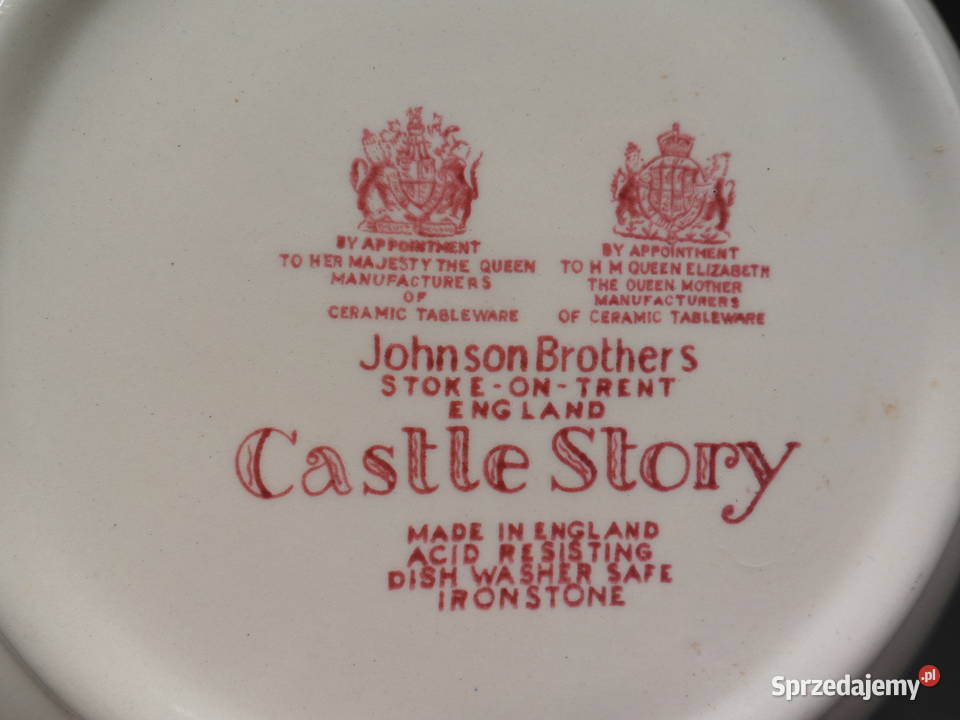 BY APPOINTMENT
TO HER MAJESTY THE QUEEN
MANUFACTURERS
OF
CERAMIC TABLEWARE
BY APPOINTMENT
TO H M QUEEN ELIZABETH
THE QUEEN MOTHER
MANUFACTURERS
OF CERAMIC TABLEWARE
Johnson Brothers
STOKE-ON-TRENT
ENGLAND
Castle Story
MADE IN ENGLAND
ACID RESISTING
DISH WASHER SAFE
IRONSTONE
Sprzedajemy.pl